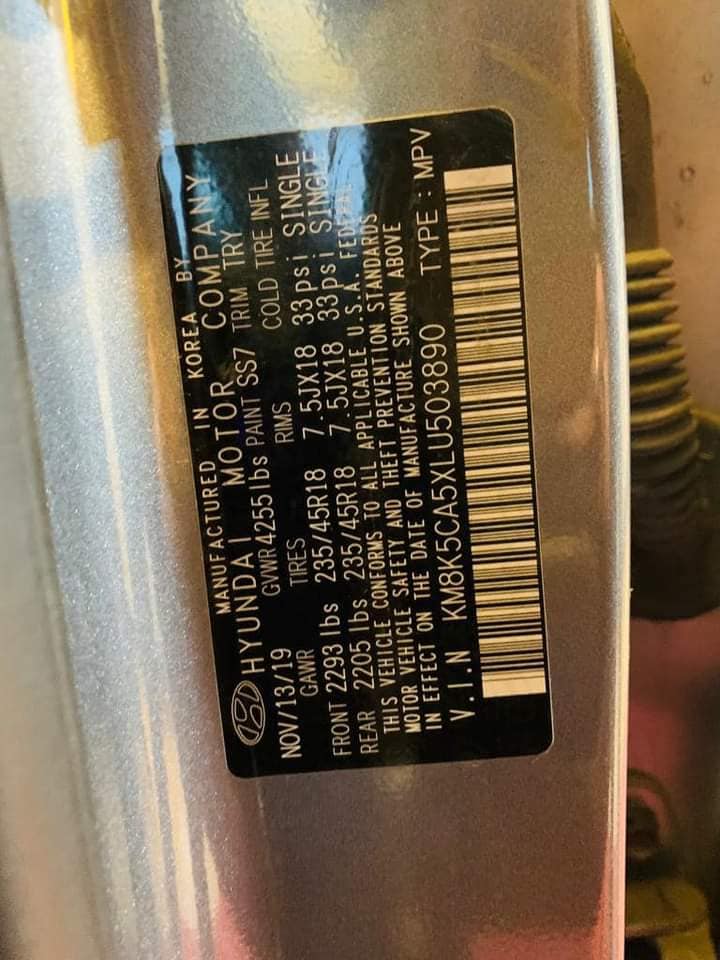 MANUFACTURED IN KOREA BY
HYUNDAI MOTOR COMPANY
NOV/13/19 GVWR 4255 lbs PAINT SS7 TRIM TRY
GAWR TIRES RIMS COLD TIRE INFL
FRONT 2293 lbs 235/45R18 7.5JX18 33psi SINGLE
REAR 2205 lbs 235/45R18 7.5JX18 33psi SINGLE
THIS VEHICLE CONFORMS TO ALL APPLICABLE U.S.A. FEDERAL
MOTOR VEHICLE SAFETY AND THEFT PREVENTION STANDARDS
IN EFFECT ON THE DATE OF MANUFACTURE SHOWN ABOVE
V.I.N KM8K5CA5XLU503890 TYPE : MPV